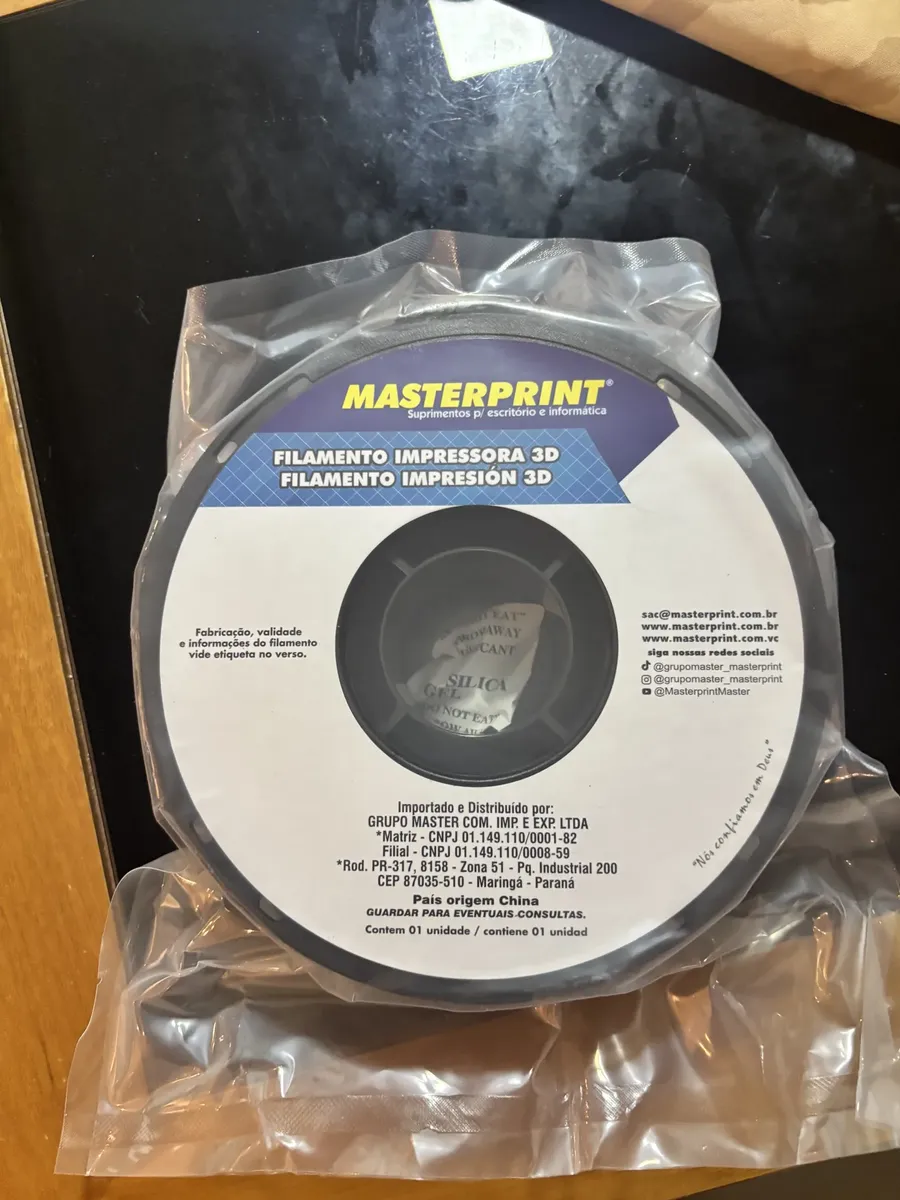 MASTERPRINT®
Suprimentos p/ escritório e informática
FILAMENTO IMPRESSORA 3D
FILAMENTO IMPRESIÓN 3D
Fabricação, validade
e informações do filamento
vide etiqueta no verso.
EAT"
AWAY
SILICA
GEL
DO NOT EAT
sac@masterprint.com.br
www.masterprint.com.br
www.masterprint.com.vc
siga nossas redes sociais
@grupomaster_masterprint
@grupomaster_masterprint
@MasterprintMaster
"Nós confiamos em Deus"
Importado e Distribuído por:
GRUPO MASTER COM. IMP. E EXP. LTDA
*Matriz - CNPJ 01.149.110/0001-82
Filial - CNPJ 01.149.110/0008-59
*Rod. PR-317, 8158 - Zona 51 - Pq. Industrial 200
CEP 87035-510 - Maringá - Paraná
País origem China
GUARDAR PARA EVENTUAIS CONSULTAS.
Contem 01 unidade / contiene 01 unidad